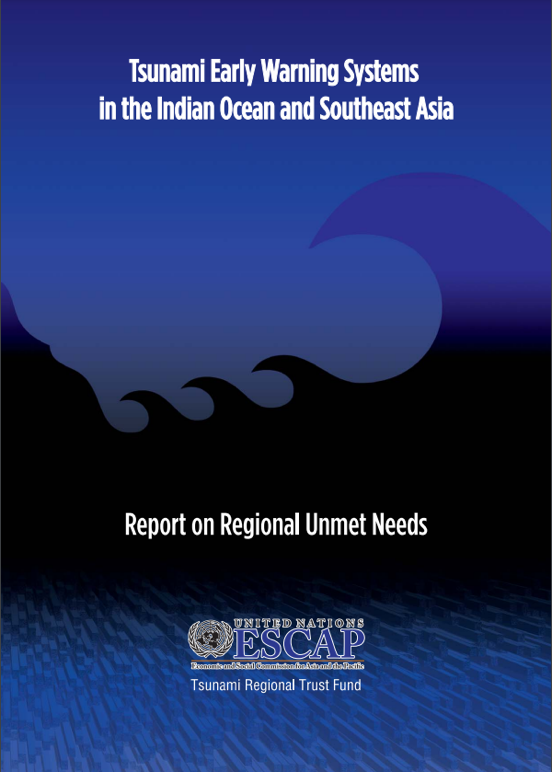 Tsunami Early Warning Systems
in the Indian Ocean and Southeast Asia
Report on Regional Unmet Needs
UNITED NATIONS
ESCAP
Economic and Social Commission for Asia and the Pacific
Tsunami Regional Trust Fund